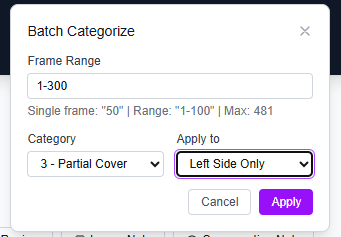 Batch Categorize
Frame Range
1-300
Single frame: "50" | Range: "1-100" | Max: 481
Category Apply to
3 - Partial Cover Left Side Only
Cancel Apply